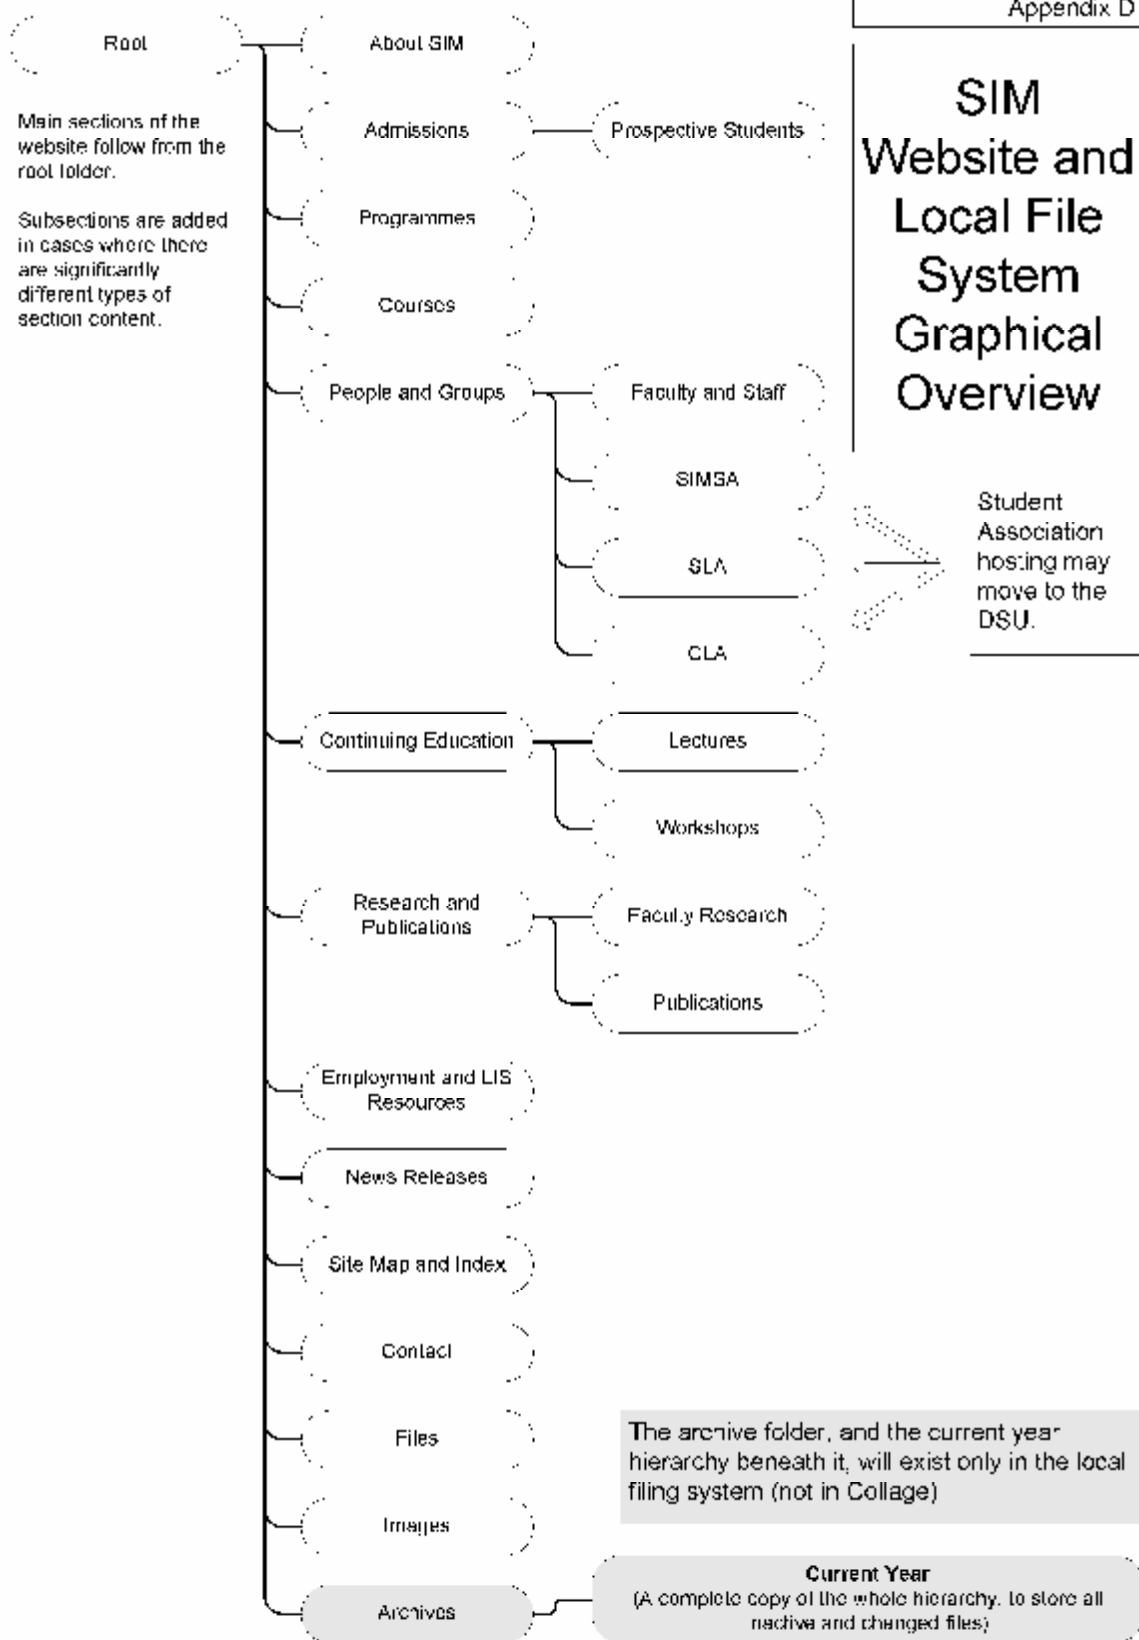 Appendix D
SIM
Website and
Local File
System
Graphical
Overview
Root
Main sections of the
website follow from the
root folder.
Subsections are added
in cases where there
are significantly
different types of
section content.
About SIM
Admissions
Prospective Students
Programmes
Courses
People and Groups
Faculty and Staff
SIMSA
SLA
CLA
Student
Association
hosting may
move to the
DSU.
Continuing Education
Lectures
Workshops
Research and
Publications
Faculty Research
Publications
Employment and LIS
Resources
News Releases
Site Map and Index
Contact
Files
Images
The archive folder, and the current year
hierarchy beneath it, will exist only in the local
filing system (not in Collage)
Archives
Current Year
(A complete copy of the whole hierarchy, to store all
inactive and changed files)